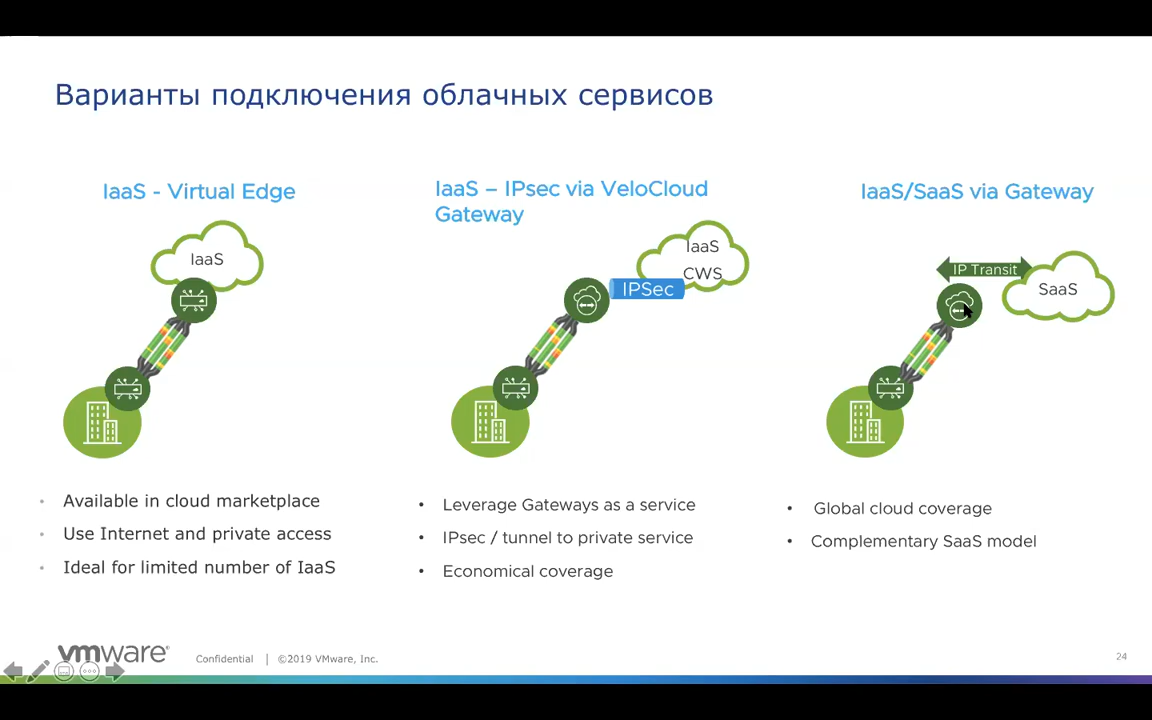 Варианты подключения облачных сервисов
IaaS - Virtual Edge
IaaS
Available in cloud marketplace
Use Internet and private access
Ideal for limited number of IaaS
IaaS – IPsec via VeloCloud
Gateway
IaaS
CWS
IPSec
Leverage Gateways as a service
IPsec / tunnel to private service
Economical coverage
IaaS/SaaS via Gateway
IP Transit
SaaS
Global cloud coverage
Complementary SaaS model
vmware®
Confidential | ©2019 VMware, Inc.
24